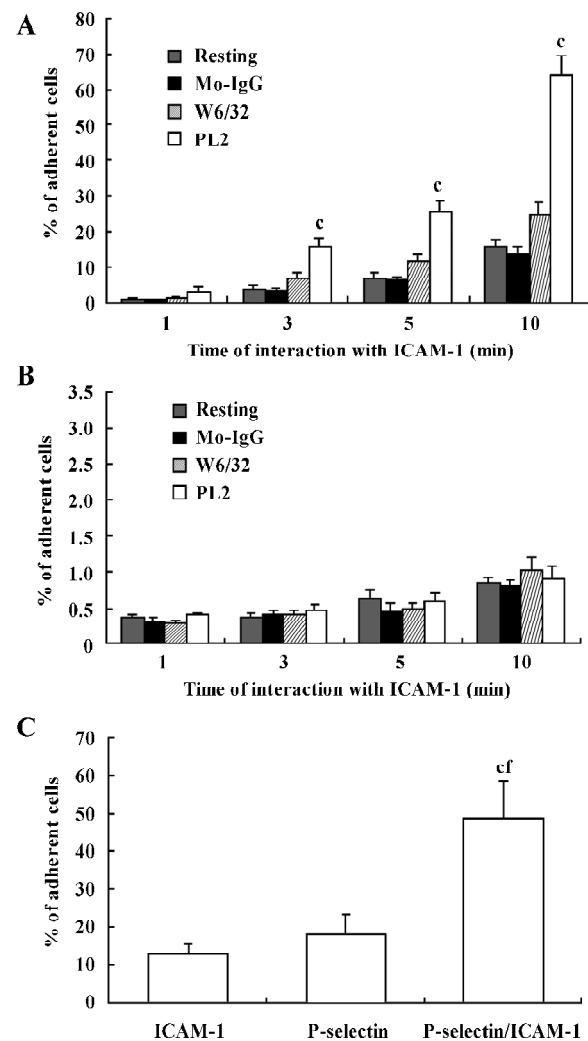 A
80
70
60
50
40
30
20
10
0
% of adherent cells
Resting
Mo-IgG
W6/32
PL2
c
c
c
1 3 5 10
Time of interaction with ICAM-1 (min)
B
3.5
3.0
2.5
2.0
1.5
1.0
0.5
0
% of adherent cells
Resting
Mo-IgG
W6/32
PL2
1 3 5 10
Time of interaction with ICAM-1 (min)
C
70
60
50
40
30
20
10
0
% of adherent cells
cf
ICAM-1 P-selectin P-selectin/ICAM-1